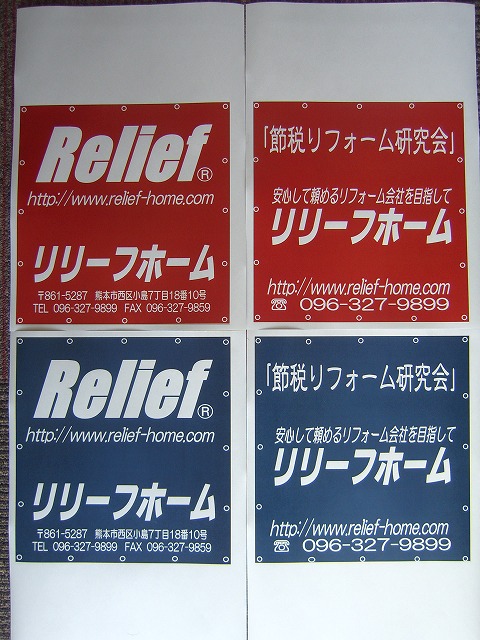 Relief®
http://www.relief-home.com
リリーフホーム
〒861-5287 熊本市西区小島7丁目18番10号
TEL 096-327-9899 FAX 096-327-9859
「節税リフォーム研究会」
安心して頼めるリフォーム会社を目指して
リリーフホーム
http://www.relief-home.com
☎ 096-327-9899
Relief®
http://www.relief-home.com
リリーフホーム
〒861-5287 熊本市西区小島7丁目18番10号
TEL 096-327-9899 FAX 096-327-9859
「節税リフォーム研究会」
安心して頼めるリフォーム会社を目指して
リリーフホーム
http://www.relief-home.com
☎ 096-327-9899